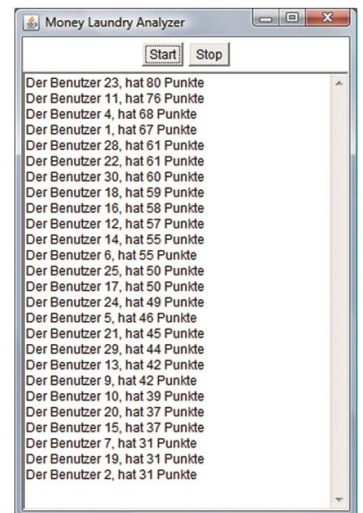 Money Laundry Analyzer
Start Stop
Der Benutzer 23, hat 80 Punkte
Der Benutzer 11, hat 76 Punkte
Der Benutzer 4, hat 68 Punkte
Der Benutzer 1, hat 67 Punkte
Der Benutzer 28, hat 61 Punkte
Der Benutzer 22, hat 61 Punkte
Der Benutzer 30, hat 60 Punkte
Der Benutzer 18, hat 59 Punkte
Der Benutzer 16, hat 58 Punkte
Der Benutzer 12, hat 57 Punkte
Der Benutzer 14, hat 55 Punkte
Der Benutzer 6, hat 55 Punkte
Der Benutzer 25, hat 50 Punkte
Der Benutzer 17, hat 50 Punkte
Der Benutzer 24, hat 49 Punkte
Der Benutzer 5, hat 46 Punkte
Der Benutzer 21, hat 45 Punkte
Der Benutzer 29, hat 44 Punkte
Der Benutzer 13, hat 42 Punkte
Der Benutzer 9, hat 42 Punkte
Der Benutzer 10, hat 39 Punkte
Der Benutzer 20, hat 37 Punkte
Der Benutzer 15, hat 37 Punkte
Der Benutzer 7, hat 31 Punkte
Der Benutzer 19, hat 31 Punkte
Der Benutzer 2, hat 31 Punkte